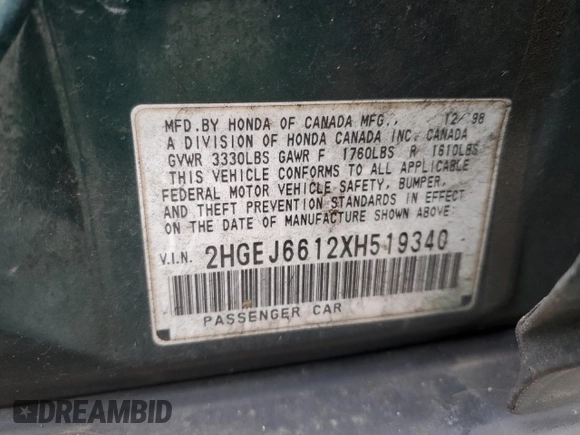 MFD. BY HONDA OF CANADA MFG., 12/98
A DIVISION OF HONDA CANADA INC. CANADA
GVWR 3330LBS GAWR F 1760LBS R 1610LBS
THIS VEHICLE CONFORMS TO ALL APPLICABLE
FEDERAL MOTOR VEHICLE SAFETY, BUMPER,
AND THEFT PREVENTION STANDARDS IN EFFECT
ON THE DATE OF MANUFACTURE SHOWN ABOVE.
V.I.N. 2HGEJ6612XH519340
PASSENGER CAR
DREAMBID